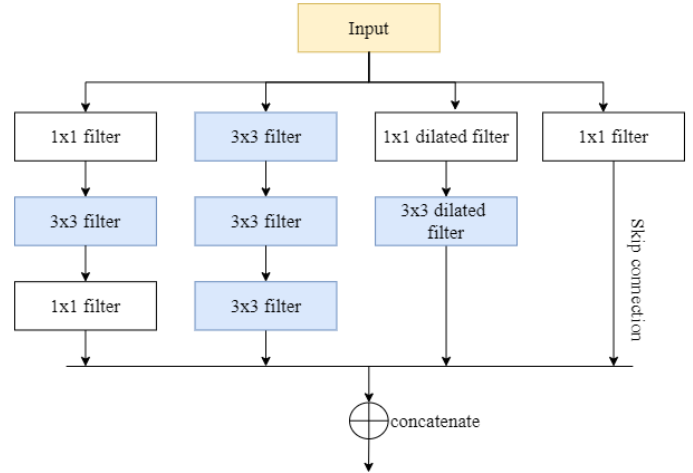 Input
1x1 filter
3x3 filter
1x1 dilated filter
1x1 filter
3x3 filter
3x3 filter
3x3 dilated
filter
Skip connection
1x1 filter
3x3 filter
concatenate